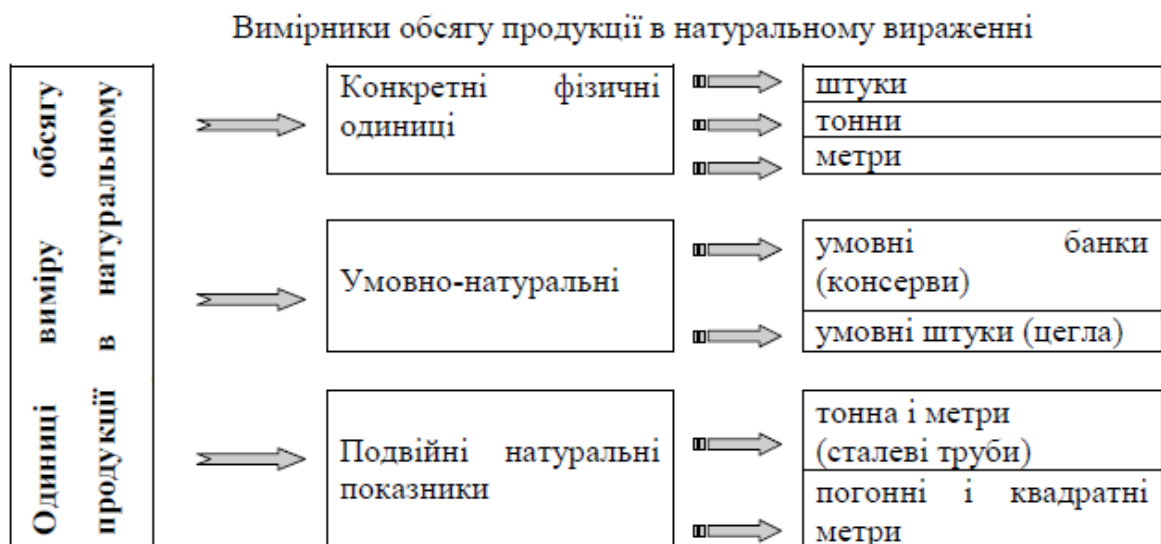 Вимірники обсягу продукції в натуральному вираженні
Одиниці виміру обсягу
продукції в натуральному
Конкретні фізичні
одиниці
штуки
тонни
метри
Умовно-натуральні
умовні банки
(консерви)
умовні штуки (цегла)
Подвійні натуральні
показники
тонна і метри
(сталеві труби)
погонні і квадратні
метри